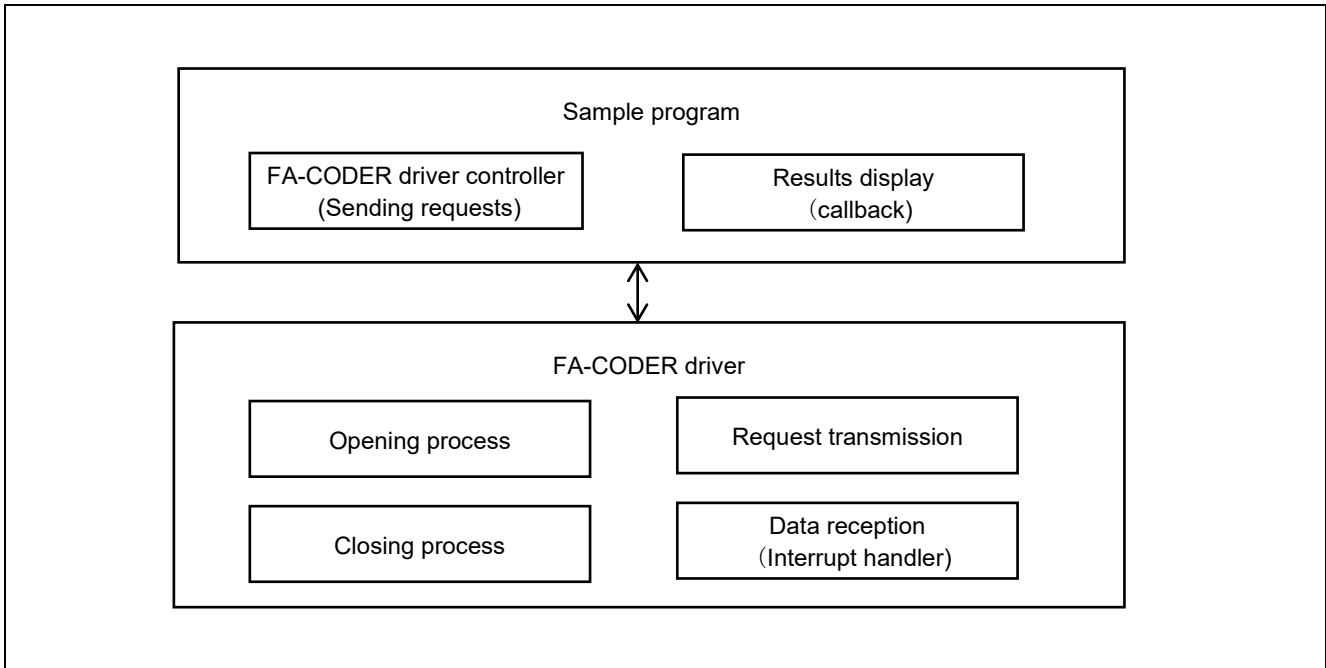 Sample program
FA-CODER driver controller
(Sending requests)
Results display
（callback)
FA-CODER driver
Opening process
Request transmission
Closing process
Data reception
（Interrupt handler)